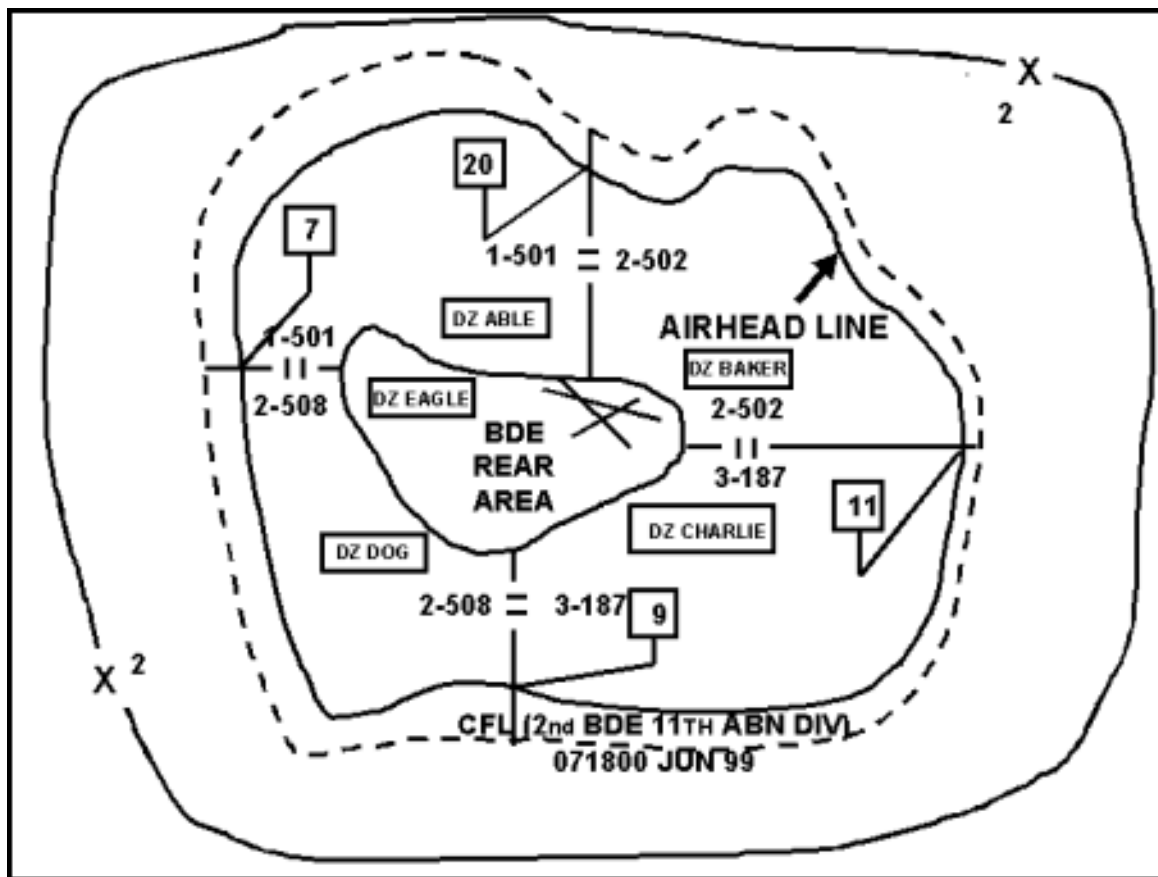 X
2
20
7
1-501
2-502
DZ ABLE
AIRHEAD LINE
1-501
2-508
DZ EAGLE
DZ BAKER
2-502
BDE
REAR
AREA
3-187
11
DZ CHARLIE
DZ DOG
2-508
3-187
9
X
2
CFL (2nd BDE 11TH ABN DIV)
071800 JUN 99